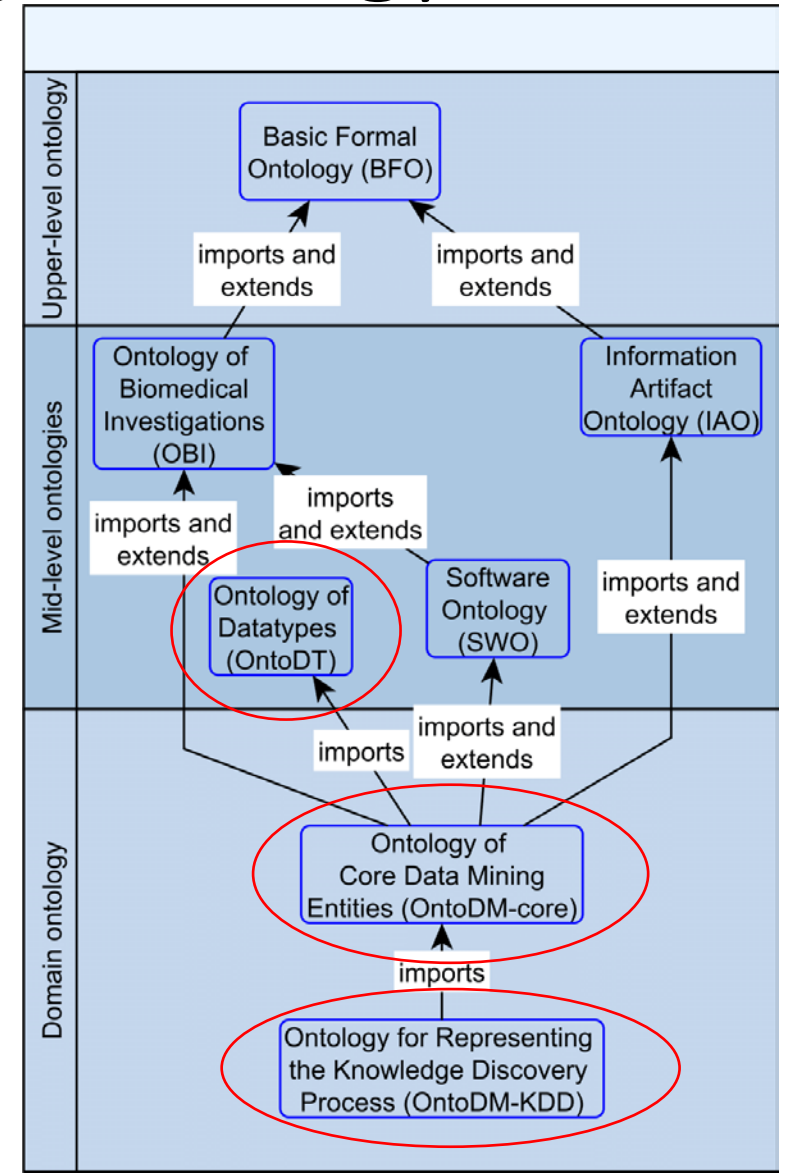 Upper-level ontology
Basic Formal
Ontology (BFO)
imports and
extends
imports and
extends
Mid-level ontologies
Ontology of
Biomedical
Investigations
(OBI)
Information
Artifact
Ontology (IAO)
imports
and extends
imports and
extends
Ontology of
Datatypes
(OntoDT)
Software
Ontology
(SWO)
imports and
extends
Domain ontology
imports
imports and
extends
Ontology of
Core Data Mining
Entities (OntoDM-core)
imports
Ontology for Representing
the Knowledge Discovery
Process (OntoDM-KDD)